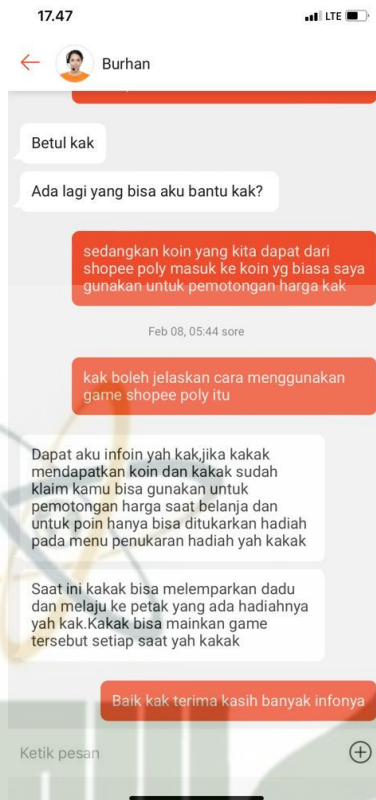 17.47
LTE
Burhan
Betul kak
Ada lagi yang bisa aku bantu kak?
sedangkan koin yang kita dapat dari
shopee poly masuk ke koin yg biasa saya
gunakan untuk pemotongan harga kak
Feb 08, 05:44 sore
kak boleh jelaskan cara menggunakan
game shopee poly itu
Dapat aku infoin yah kak,jika kakak
mendapatkan koin dan kakak sudah
klaim kamu bisa gunakan untuk
pemotongan harga saat belanja dan
untuk poin hanya bisa ditukarkan hadiah
pada menu penukaran hadiah yah kakak
Saat ini kakak bisa melemparkan dadu
dan melaju ke petak yang ada hadiahnya
yah kak.Kakak bisa mainkan game
tersebut setiap saat yah kakak
Baik kak terima kasih banyak infonya
Ketik pesan